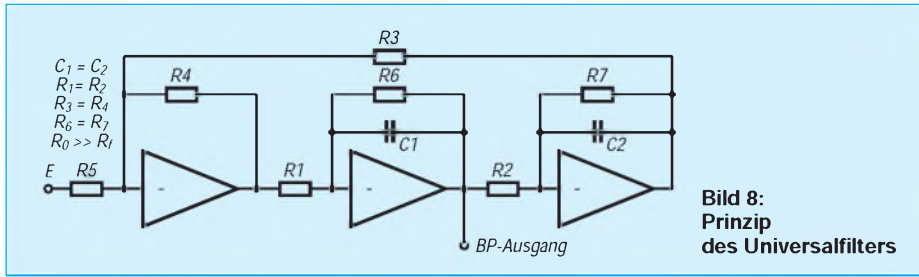 R3
C1 = C2
R1 = R2
R3 = R4
R6 = R7
R0 >> Rf
R4
R6
R7
C1
C2
E
R5
R1
R2
-
-
-
BP-Ausgang
Bild 8:
Prinzip
des Universalfilters